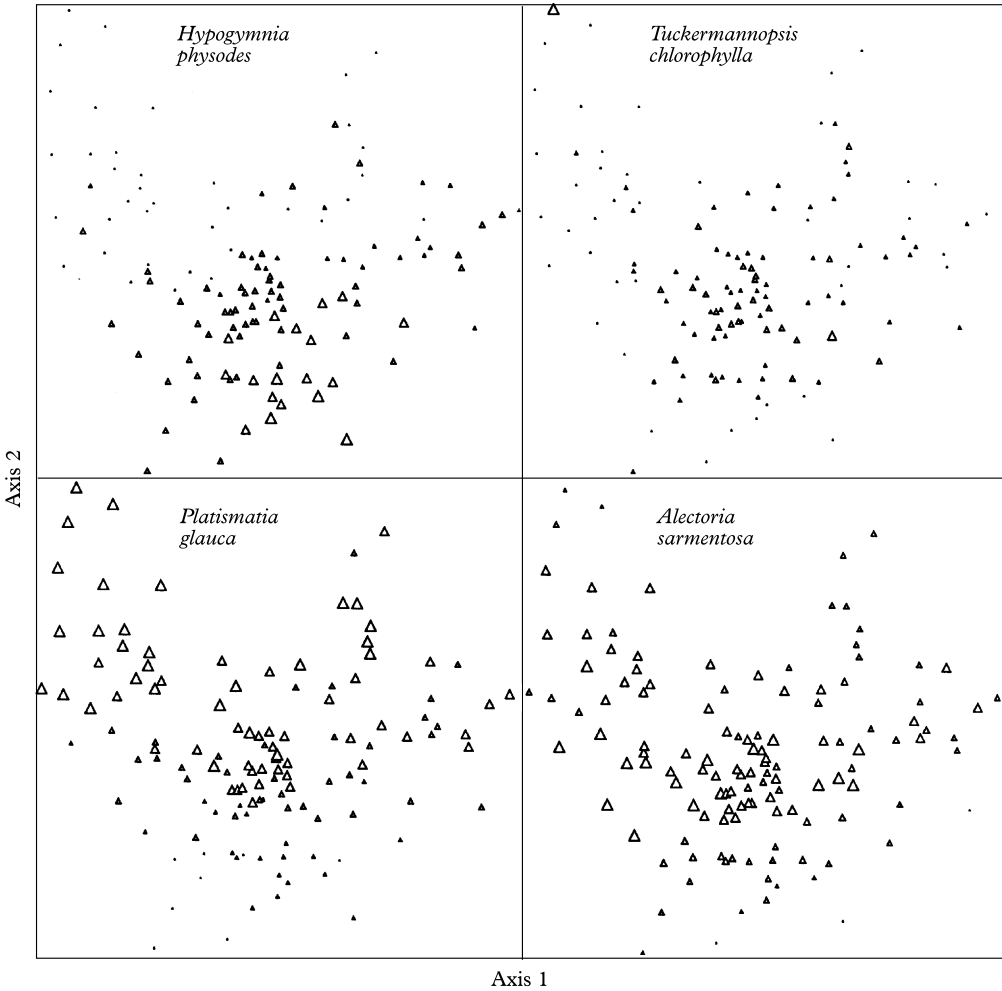 Hypogymnia
physodes
Tuckermannopsis
chlorophylla
Axis 2
Platismatia
glauca
Alectoria
sarmentosa
Axis 1